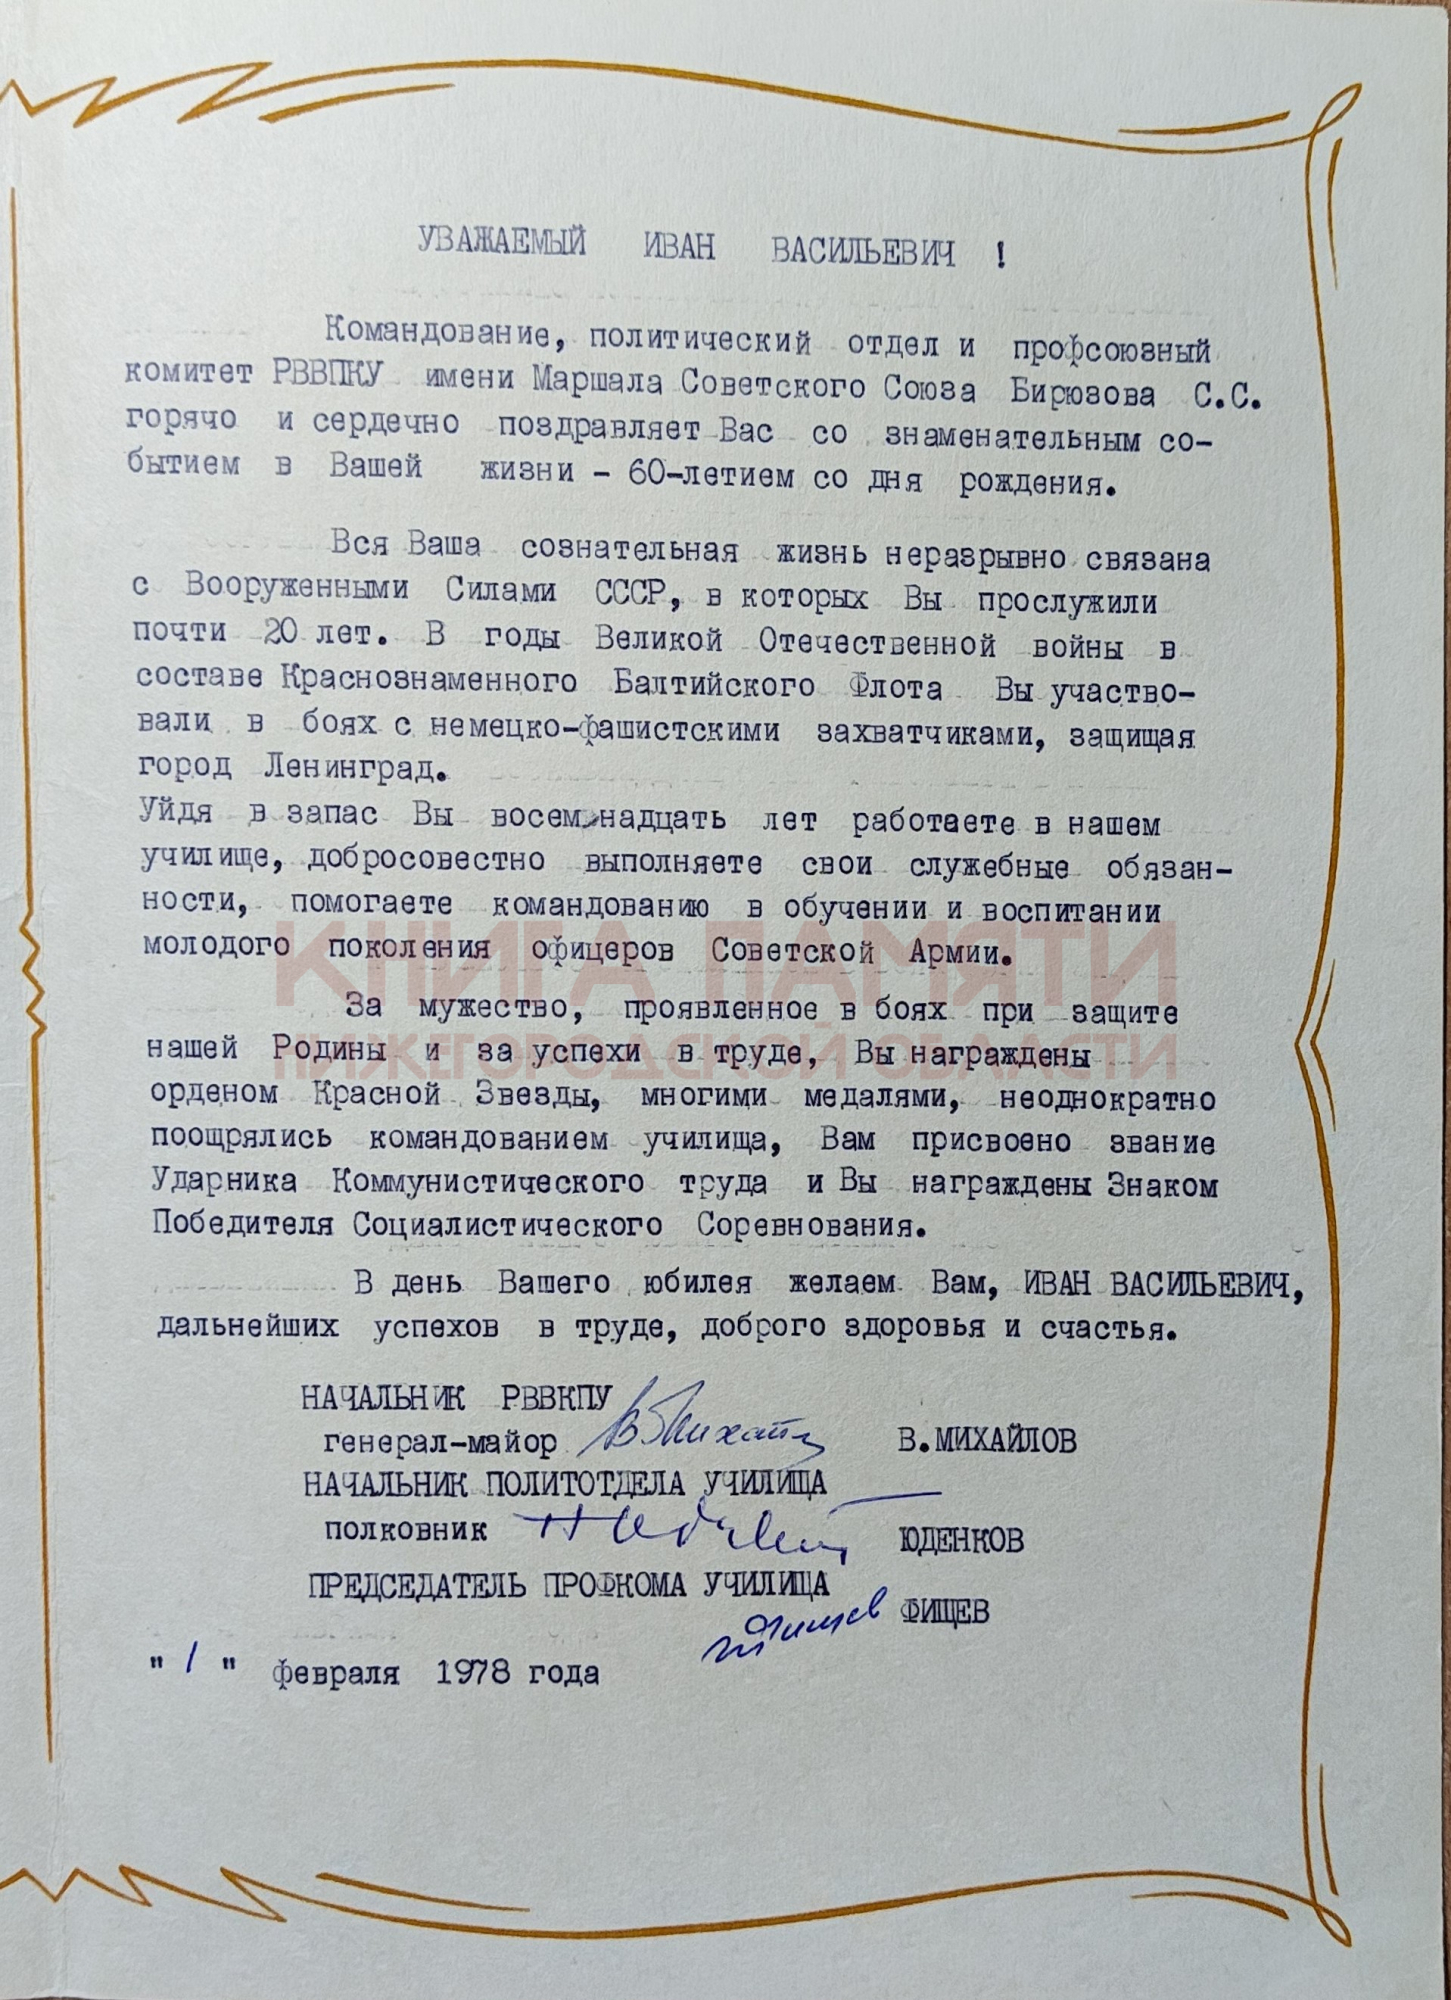 УВАЖАЕМЫЙ ИВАН ВАСИЛЬЕВИЧ !
Командование, политический отдел и профсоюзный
комитет РВВПКУ имени Маршала Советского Союза Бирюзова С.С.
горячо и сердечно поздравляет Вас со знаменательным со-
бытием в Вашей жизни – 60-летием со дня рождения.
Вся Ваша сознательная жизнь неразрывно связана
с Вооруженными Силами СССР, в которых Вы прослужили
почти 20 лет. В годы Великой Отечественной войны в
составе Краснознаменного Балтийского Флота Вы участво-
вали в боях с немецко-фашистскими захватчиками, защищая
город Ленинград.
Уйдя в запас Вы восемнадцать лет работаете в нашем
училище, добросовестно выполняете свои служебные обязан-
ности, помогаете командованию в обучении и воспитании
молодого поколения офицеров Советской Армии.
КНИГА ПАМЯТИ
НИЖЕГОРОДСКОЙ ОБЛАСТИ
За мужество, проявленное в боях при защите
нашей Родины и за успехи в труде, Вы награждены
орденом Красной Звезды, многими медалями, неоднократно
поощрялись командованием училища, Вам присвоено звание
Ударника Коммунистического труда и Вы награждены Знаком
Победителя Социалистического Соревнования.
В день Вашего юбилея желаем Вам, ИВАН ВАСИЛЬЕВИЧ,
дальнейших успехов в труде, доброго здоровья и счастья.
НАЧАЛЬНИК РВВКПУ
генерал-майор В.МИХАЙЛОВ
НАЧАЛЬНИК ПОЛИТОТДЕЛА УЧИЛИЩА
полковник ЮДЕНКОВ
ПРЕДСЕДАТЕЛЬ ПРОФКОМА УЧИЛИЩА
ФИЩЕВ
" 1 " февраля 1978 года